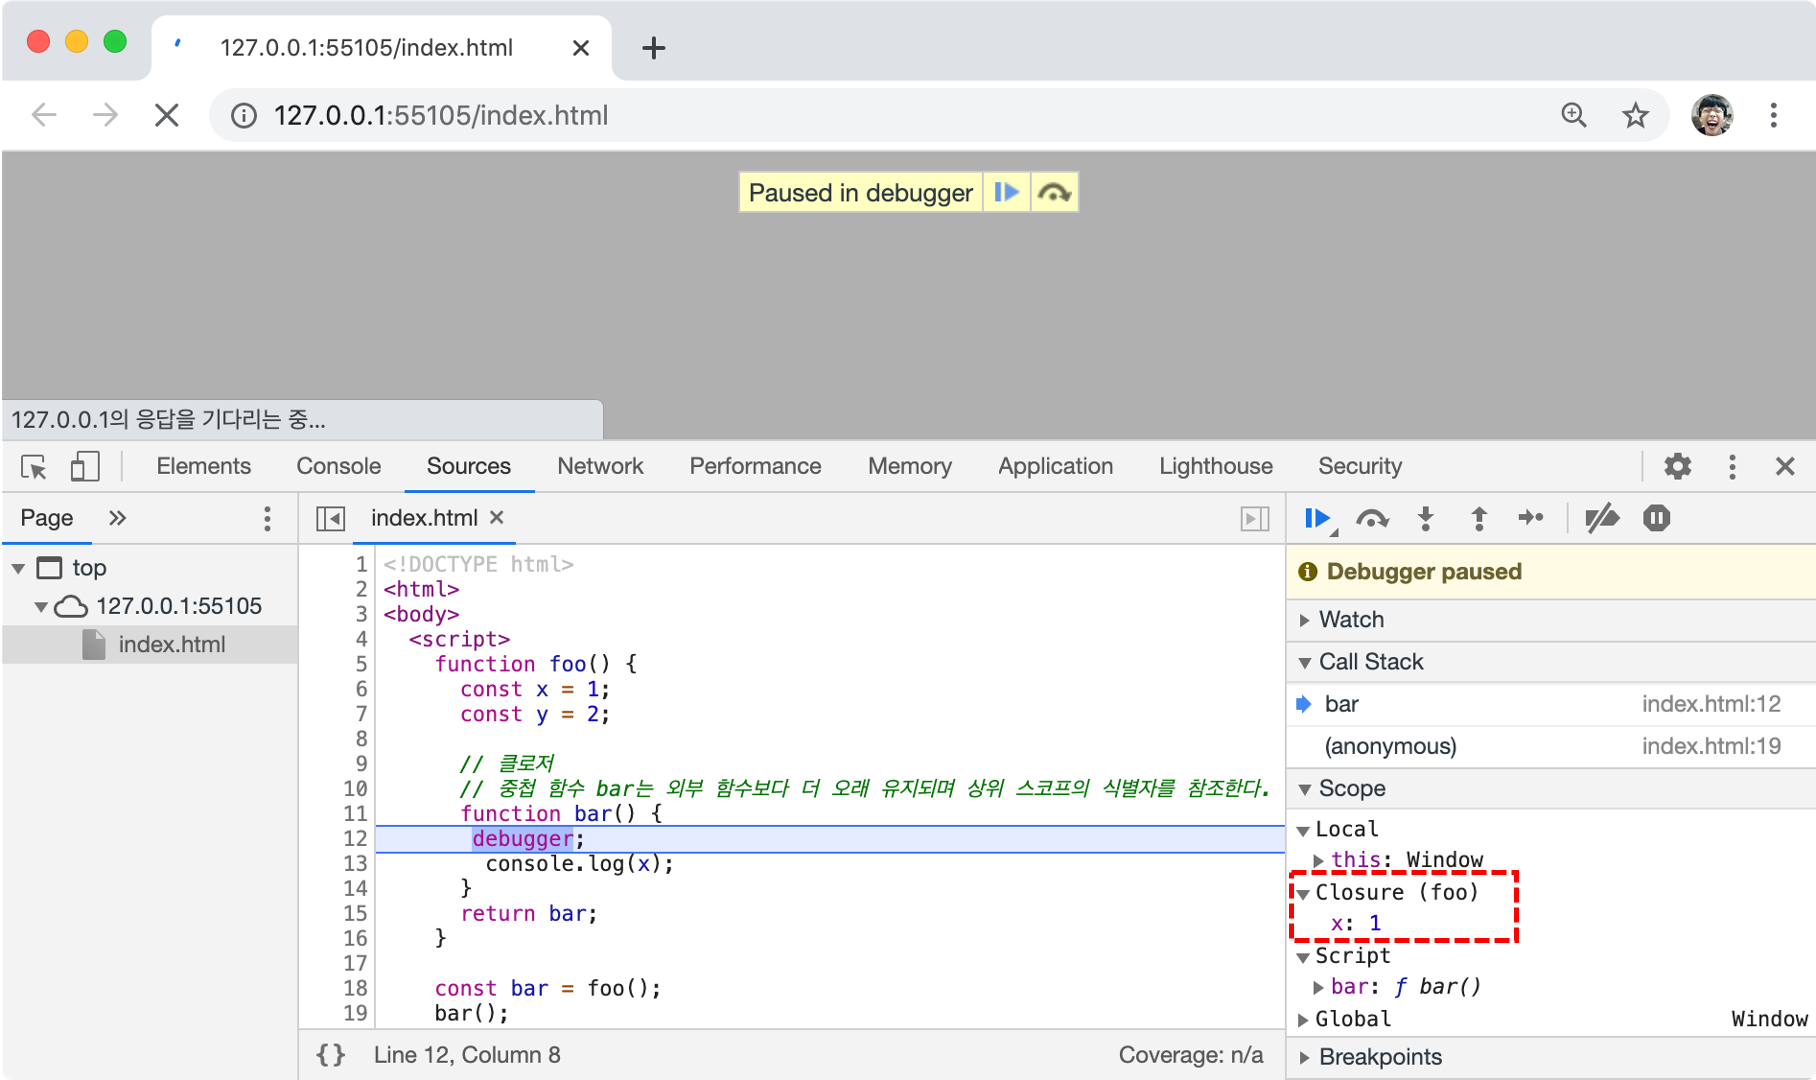 127.0.0.1:55105/index.html
127.0.0.1:55105/index.html
Paused in debugger
127.0.0.1의 응답을 기다리는 중...
Elements Console Sources Network Performance Memory Application Lighthouse Security
Page
top
127.0.0.1:55105
index.html
index.html
1 <!DOCTYPE html>
2 <html>
3 <body>
4   <script>
5     function foo() {
6       const x = 1;
7       const y = 2;
8
9       // 클로저
10       // 중첩 함수 bar는 외부 함수보다 더 오래 유지되며 상위 스코프의 식별자를 참조한다.
11       function bar() {
12        debugger;
13         console.log(x);
14       }
15       return bar;
16     }
17
18     const bar = foo();
19     bar();
{} Line 12, Column 8
Coverage: n/a
Debugger paused
Watch
Call Stack
bar index.html:12
(anonymous) index.html:19
Scope
Local
this: Window
Closure (foo)
x: 1
Script
bar: ƒ bar()
Global Window
Breakpoints